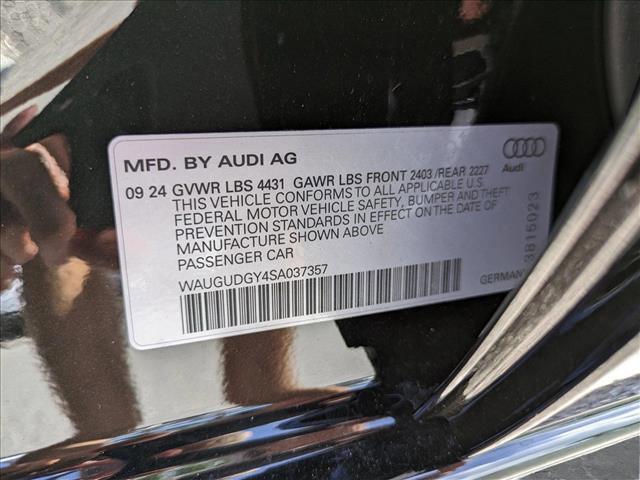 MFD. BY AUDI AG
Audi
09 24 GVWR LBS 4431 GAWR LBS FRONT 2403 /REAR 2227
THIS VEHICLE CONFORMS TO ALL APPLICABLE U.S.
FEDERAL MOTOR VEHICLE SAFETY, BUMPER AND THEFT
PREVENTION STANDARDS IN EFFECT ON DATE OF
MANUFACTURE SHOWN ABOVE
PASSENGER CAR
WAUGUDGY4SA037357
GERMANY
3815023